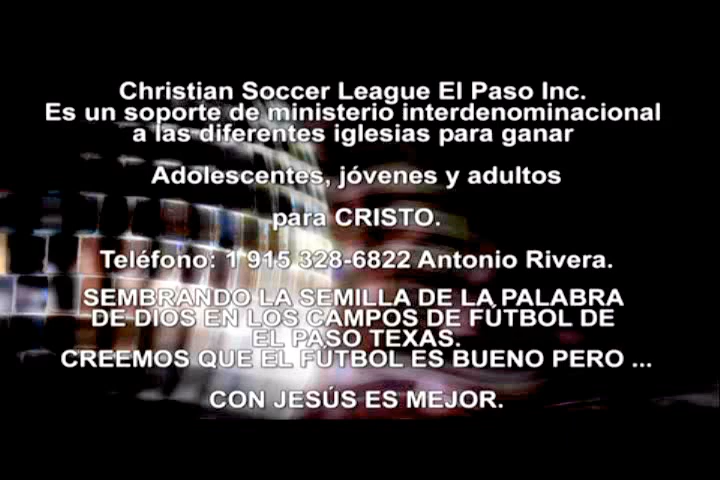 Christian Soccer League El Paso Inc.
Es un soporte de ministerio interdenominacional
a las diferentes iglesias para ganar
Adolescentes, jóvenes y adultos
para CRISTO.
Teléfono: 1 915 328-6822 Antonio Rivera.
SEMBRANDO LA SEMILLA DE LA PALABRA
DE DIOS EN LOS CAMPOS DE FÚTBOL DE
EL PASO TEXAS.
CREEMOS QUE EL FÚTBOL ES BUENO PERO ...
CON JESÚS ES MEJOR.